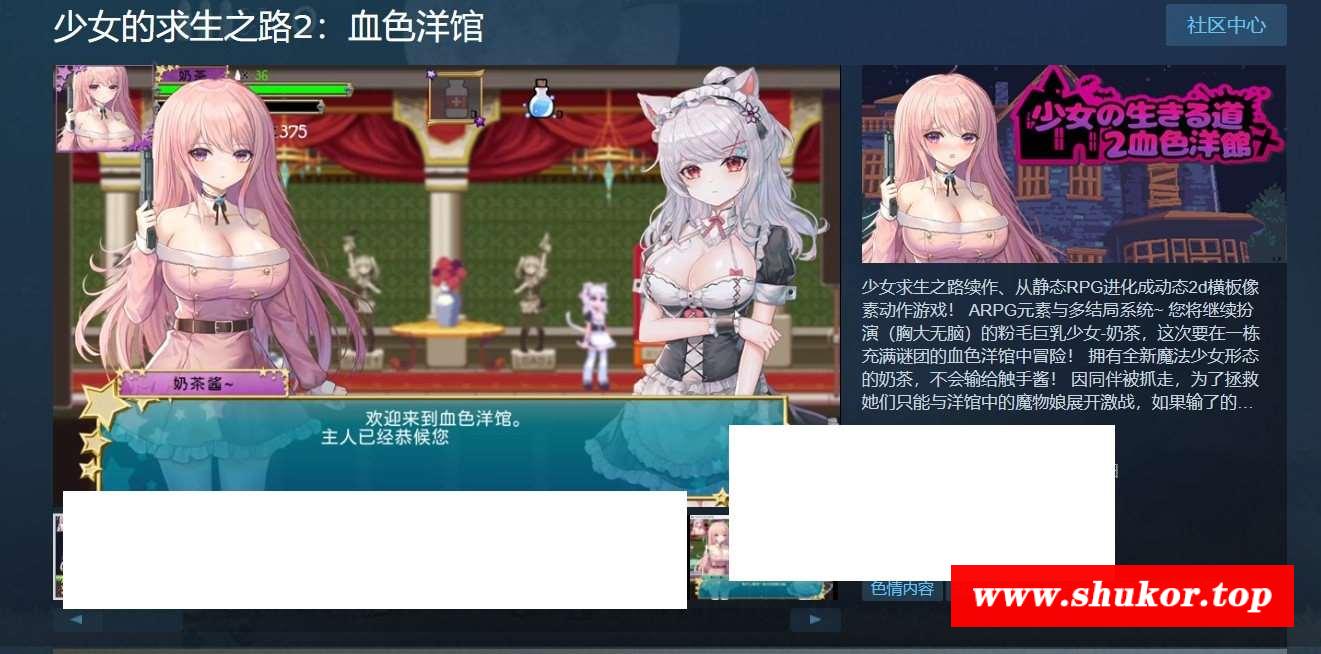 少女的求生之路2：血色洋馆
社区中心
奶茶
36
375
少女の生きる道
2血色洋館
奶茶酱~
欢迎来到血色洋馆。
主人已经恭候您
少女求生之路续作、从静态RPG进化成动态2d横板像
素动作游戏！ ARPG元素与多结局系统~ 您将继续扮
演（胸大无脑）的粉毛巨乳少女-奶茶，这次要在一栋
充满谜团的血色洋馆中冒险！ 拥有全新魔法少女形态
的奶茶，不会输给触手酱！ 因同伴被抓走，为了拯救
她们只能与洋馆中的魔物娘展开激战，如果输了的...
色情内容
www.shukor.top